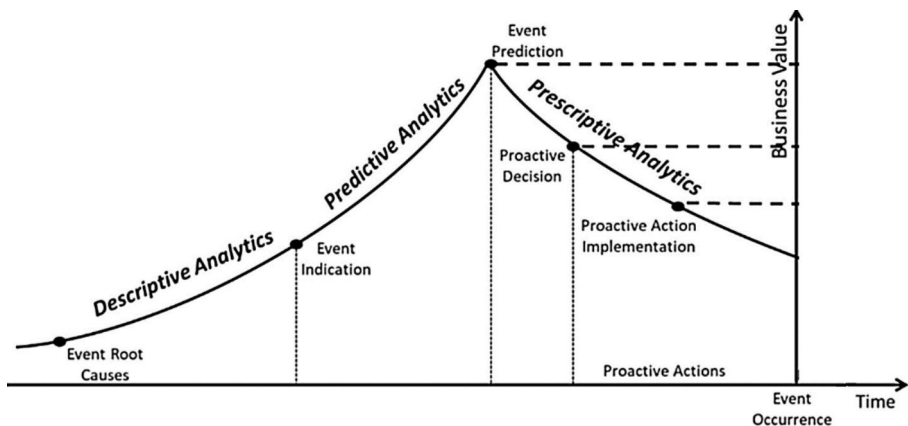 Event
Prediction
Business Value
Predictive Analytics
Prescriptive Analytics
Proactive
Decision
Descriptive Analytics
Event
Indication
Proactive Action
Implementation
Event Root
Causes
Proactive Actions
Event
Occurrence
Time